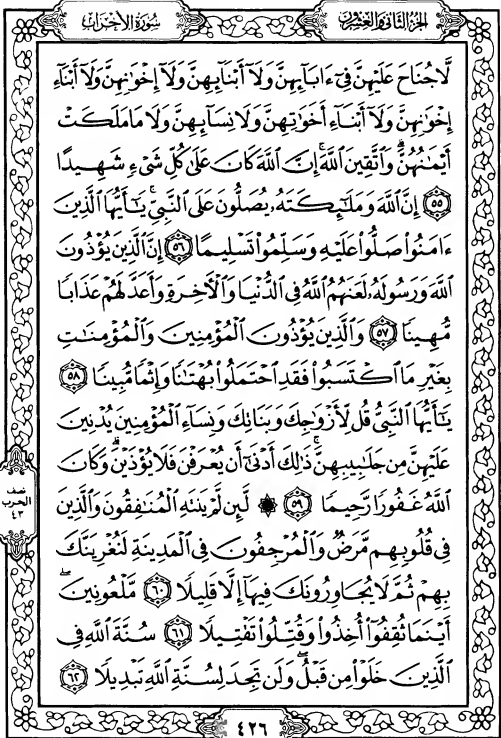 الجزء الثاني والعشرون
سورة الأحزاب
لَّا جُنَاحَ عَلَيْهِنَّ فِىٓ ءَابَآئِهِنَّ وَلَآ أَبْنَآئِهِنَّ وَلَآ إِخْوَٰنِهِنَّ وَلَآ أَبْنَآءِ
إِخْوَٰنِهِنَّ وَلَآ أَبْنَآءِ أَخَوَٰتِهِنَّ وَلَا نِسَآئِهِنَّ وَلَا مَا مَلَكَتْ
أَيْمَٰنُهُنَّ ۗ وَٱتَّقِينَ ٱللَّهَ ۚ إِنَّ ٱللَّهَ كَانَ عَلَىٰ كُلِّ شَىْءٍ شَهِيدًا
٥٥ إِنَّ ٱللَّهَ وَمَلَٰٓئِكَتَهُۥ يُصَلُّونَ عَلَى ٱلنَّبِىِّ ۚ يَٰٓأَيُّهَا ٱلَّذِينَ
ءَامَنُوا۟ صَلُّوا۟ عَلَيْهِ وَسَلِّمُوا۟ تَسْلِيمًا ٥٦ إِنَّ ٱلَّذِينَ يُؤْذُونَ
ٱللَّهَ وَرَسُولَهُۥ لَعَنَهُمُ ٱللَّهُ فِى ٱلدُّنْيَا وَٱلْءَاخِرَةِ وَأَعَدَّ لَهُمْ عَذَابًا
مُّهِينًا ٥٧ وَٱلَّذِينَ يُؤْذُونَ ٱلْمُؤْمِنِينَ وَٱلْمُؤْمِنَٰتِ
بِغَيْرِ مَا ٱكْتَسَبُوا۟ فَقَدِ ٱحْتَمَلُوا۟ بُهْتَٰنًا وَإِثْمًا مُّبِينًا ٥٨
يَٰٓأَيُّهَا ٱلنَّبِىُّ قُل لِّأَزْوَٰجِكَ وَبَنَاتِكَ وَنِسَآءِ ٱلْمُؤْمِنِينَ يُدْنِينَ
عَلَيْهِنَّ مِن جَلَٰبِيبِهِنَّ ۚ ذَٰلِكَ أَدْنَىٰٓ أَن يُعْرَفْنَ فَلَا يُؤْذَيْنَ ۗ وَكَانَ
ٱللَّهُ غَفُورًا رَّحِيمًا ٥٩ ۞ لَّئِن لَّمْ يَنتَهِ ٱلْمُنَٰفِقُونَ وَٱلَّذِينَ
فِى قُلُوبِهِم مَّرَضٌ وَٱلْمُرْجِفُونَ فِى ٱلْمَدِينَةِ لَنُغْرِيَنَّكَ
بِهِمْ ثُمَّ لَا يُجَاوِرُونَكَ فِيهَآ إِلَّا قَلِيلًا ٦٠ مَّلْعُونِينَ ۖ
أَيْنَمَا ثُقِفُوٓا۟ أُخِذُوا۟ وَقُتِّلُوا۟ تَقْتِيلًا ٦١ سُنَّةَ ٱللَّهِ فِى
ٱلَّذِينَ خَلَوْا۟ مِن قَبْلُ ۖ وَلَن تَجِدَ لِسُنَّةِ ٱللَّهِ تَبْدِيلًا ٦٢
نصف
الحزب
٤٣
٤٢٦